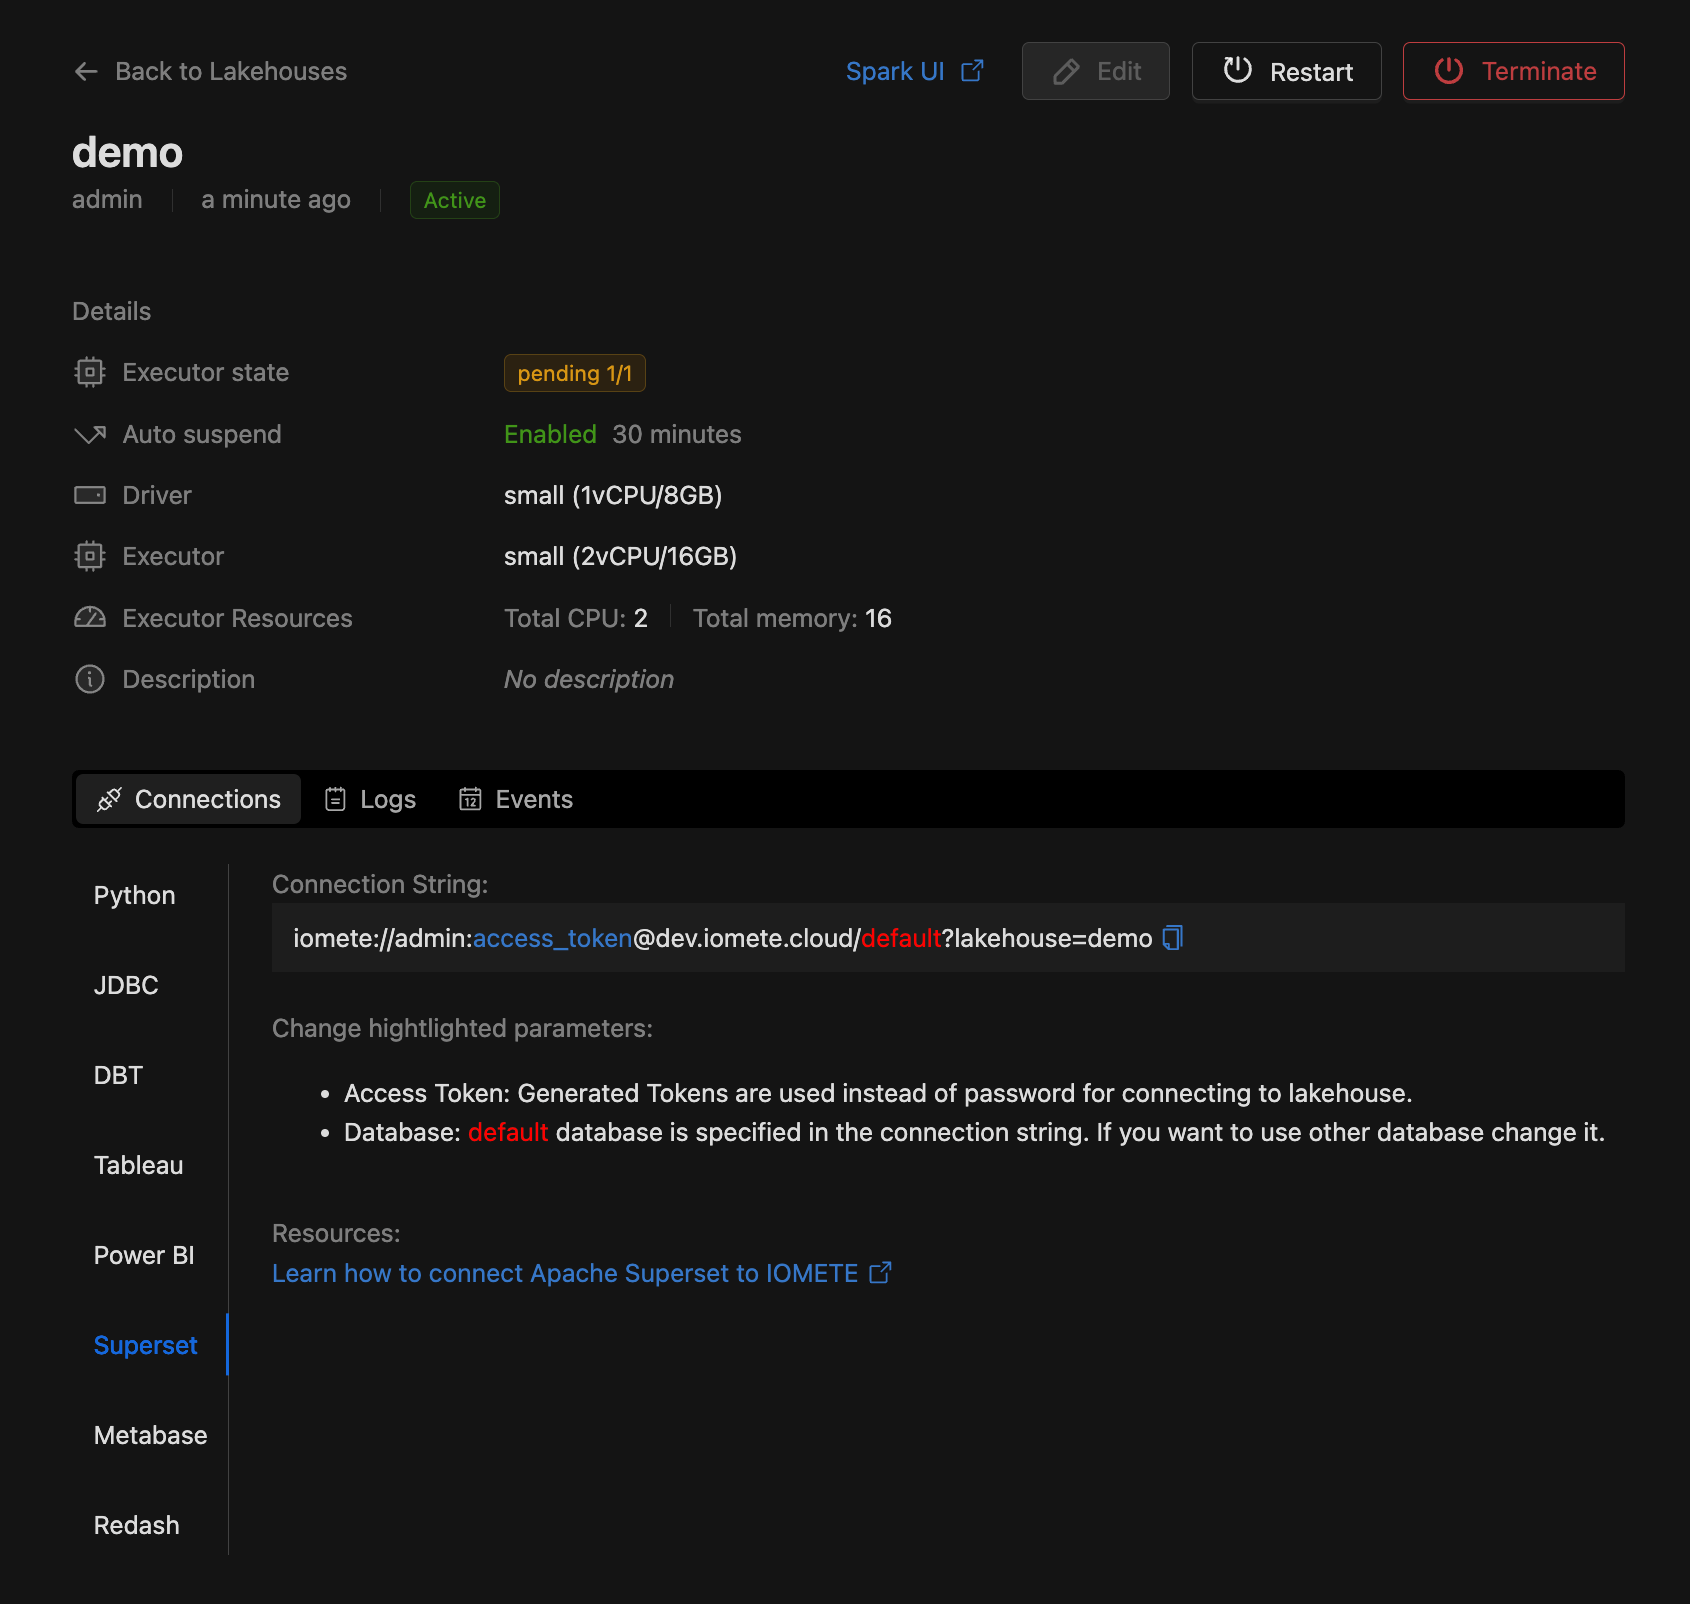 Back to Lakehouses
Spark UI
Edit
Restart
Terminate
demo
admin
a minute ago
Active
Details
Executor state
pending 1/1
Auto suspend
Enabled 30 minutes
Driver
small (1vCPU/8GB)
Executor
small (2vCPU/16GB)
Executor Resources
Total CPU: 2
Total memory: 16
Description
No description
Connections
Logs
12
Events
Python
JDBC
DBT
Tableau
Power BI
Superset
Metabase
Redash
Connection String:
iomete://admin:access_token@dev.iomete.cloud/default?lakehouse=demo
Change hightlighted parameters:
• Access Token: Generated Tokens are used instead of password for connecting to lakehouse.
• Database: default database is specified in the connection string. If you want to use other database change it.
Resources:
Learn how to connect Apache Superset to IOMETE